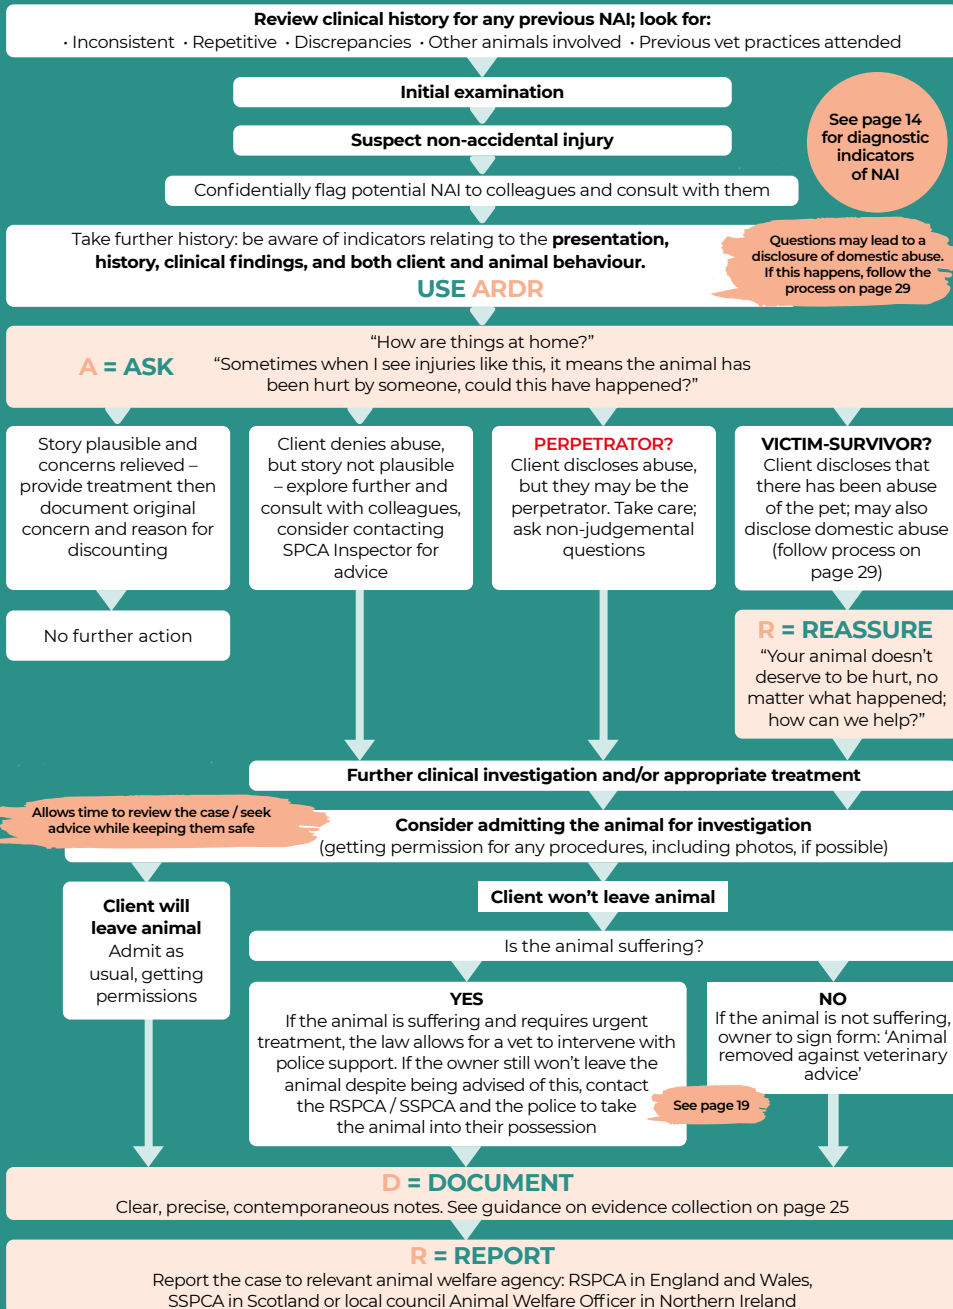 Review clinical history for any previous NAI; look for:
· Inconsistent · Repetitive · Discrepancies · Other animals involved · Previous vet practices attended
Initial examination
Suspect non-accidental injury
See page 14
for diagnostic
indicators
of NAI
Confidentially flag potential NAI to colleagues and consult with them
Take further history: be aware of indicators relating to the presentation,
history, clinical findings, and both client and animal behaviour.
USE ARDR
Questions may lead to a
disclosure of domestic abuse.
If this happens, follow the
process on page 29
A = ASK
“How are things at home?”
“Sometimes when I see injuries like this, it means the animal has
been hurt by someone, could this have happened?”
Story plausible and
concerns relieved –
provide treatment then
document original
concern and reason for
discounting
No further action
Client denies abuse,
but story not plausible
– explore further and
consult with colleagues,
consider contacting
SPCA Inspector for
advice
PERPETRATOR?
Client discloses abuse,
but they may be the
perpetrator. Take care;
ask non-judgemental
questions
VICTIM-SURVIVOR?
Client discloses that
there has been abuse
of the pet; may also
disclose domestic abuse
(follow process on
page 29)
R = REASSURE
“Your animal doesn’t
deserve to be hurt, no
matter what happened;
how can we help?”
Further clinical investigation and/or appropriate treatment
Allows time to review the case / seek
advice while keeping them safe
Consider admitting the animal for investigation
(getting permission for any procedures, including photos, if possible)
Client will
leave animal
Admit as
usual, getting
permissions
Client won’t leave animal
Is the animal suffering?
YES
If the animal is suffering and requires urgent
treatment, the law allows for a vet to intervene with
police support. If the owner still won’t leave the
animal despite being advised of this, contact
the RSPCA / SSPCA and the police to take
the animal into their possession
See page 19
NO
If the animal is not suffering,
owner to sign form: ‘Animal
removed against veterinary
advice’
D = DOCUMENT
Clear, precise, contemporaneous notes. See guidance on evidence collection on page 25
R = REPORT
Report the case to relevant animal welfare agency: RSPCA in England and Wales,
SSPCA in Scotland or local council Animal Welfare Officer in Northern Ireland